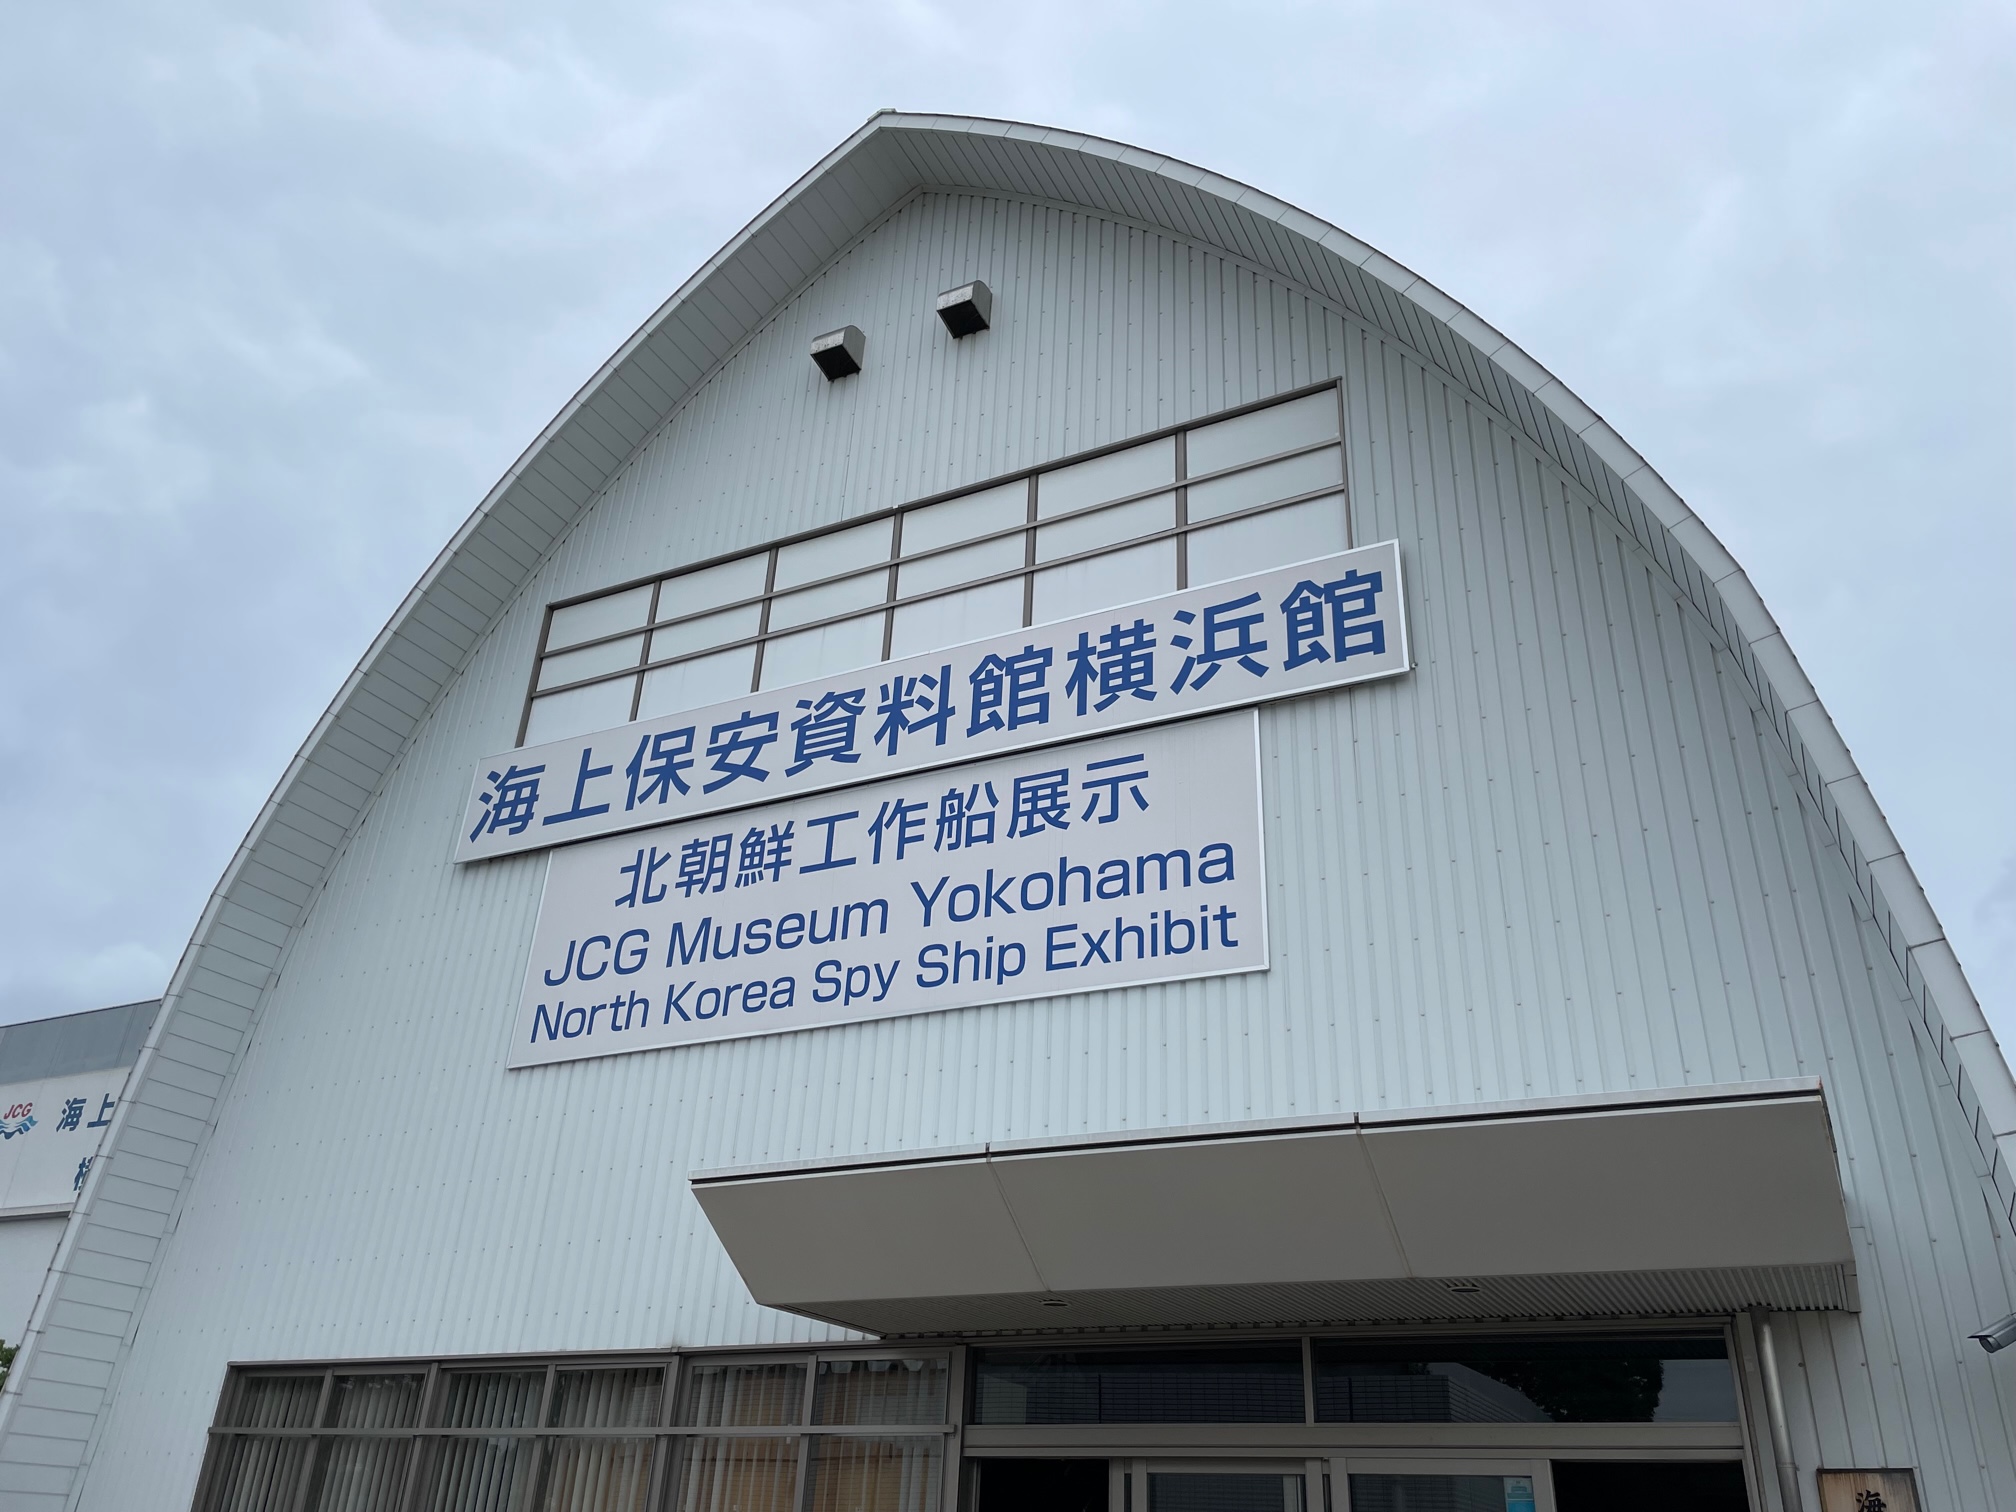 海上保安資料館横浜館
北朝鮮工作船展示
JCG Museum Yokohama
North Korea Spy Ship Exhibit
JCG
海上
海